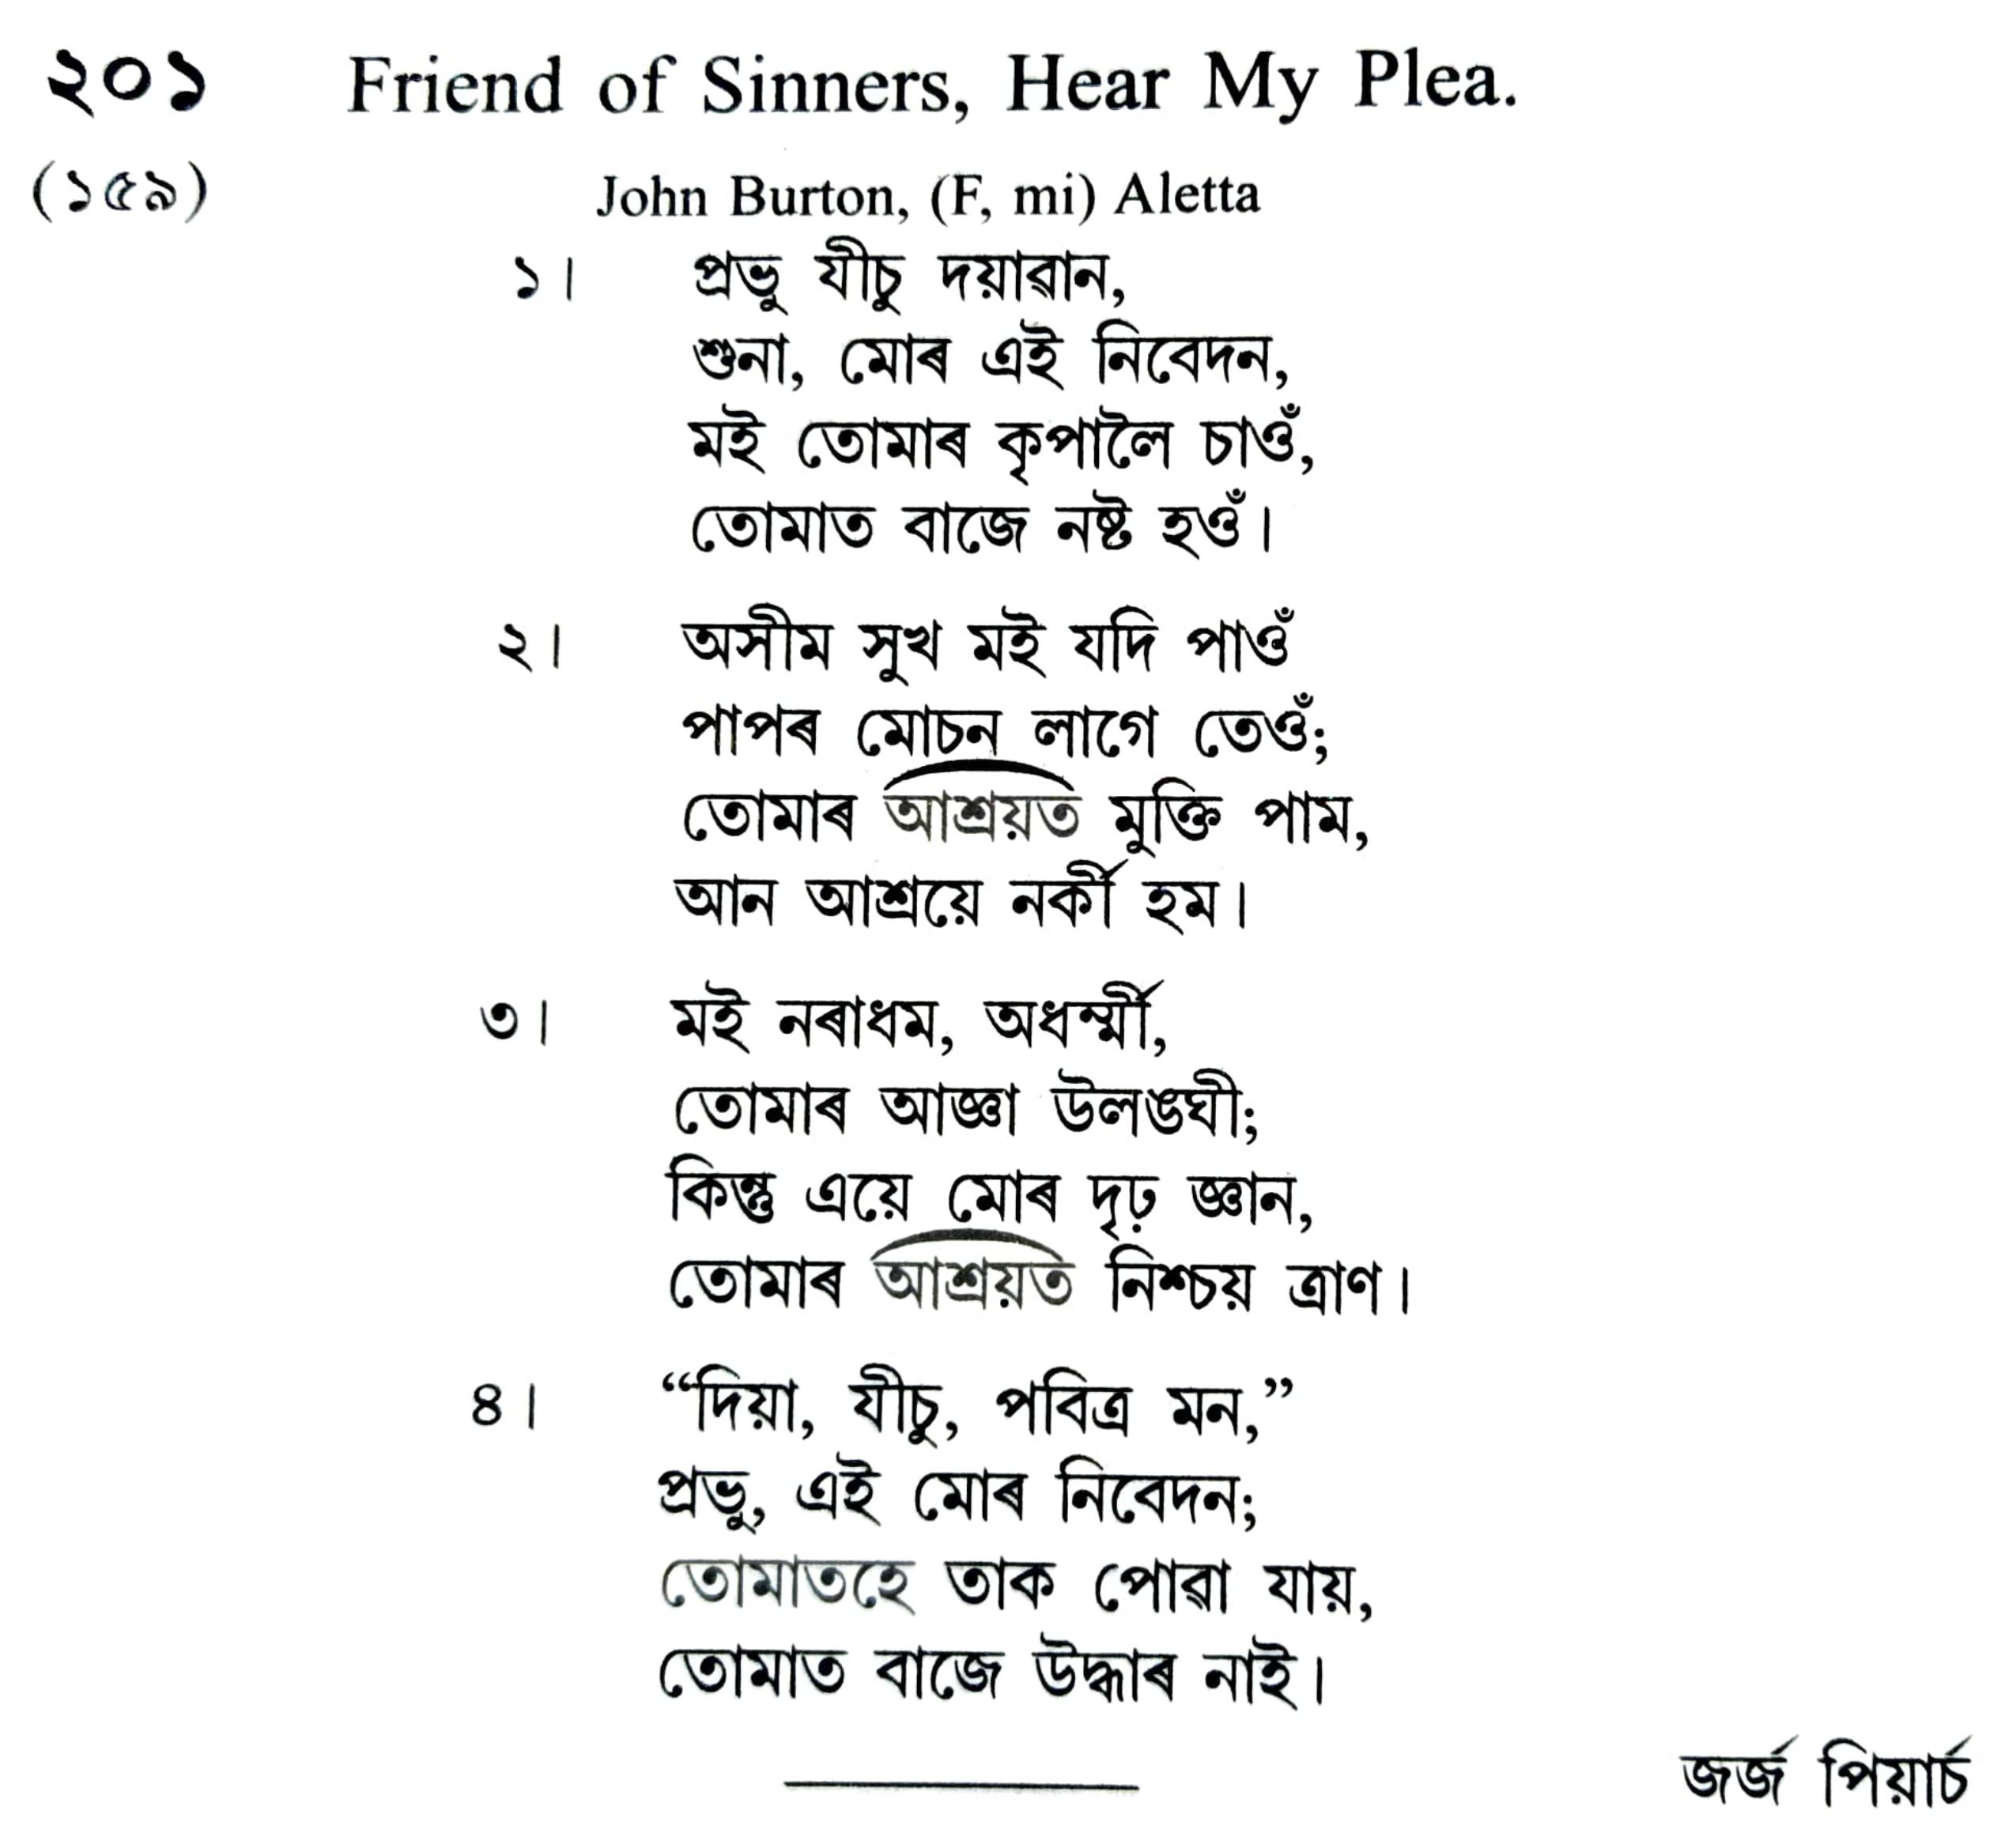 ২০১ Friend of Sinners, Hear My Plea.
(১৫৯) John Burton, (F, mi) Aletta
১। প্ৰভু যীচু দয়াৱান,
শুনা, মোৰ এই নিবেদন,
মই তোমাৰ কৃপালৈ চাওঁ,
তোমাত বাজে নষ্ট হওঁ।
২। অসীম সুখ মই যদি পাওঁ
পাপৰ মোচন লাগে তেওঁ;
তোমাৰ আশ্ৰয়ত মুক্তি পাম,
আন আশ্ৰয়ে নৰ্কী হম।
৩। মই নৰাধম, অধৰ্ম্মী,
তোমাৰ আজ্ঞা উলঙঘী;
কিন্তু এয়ে মোৰ দৃঢ় জ্ঞান,
তোমাৰ আশ্ৰয়ত নিশ্চয় ত্ৰাণ।
৪। “দিয়া, যীচু, পবিত্ৰ মন,”
প্ৰভু, এই মোৰ নিবেদন;
তোমাতহে তাক পোৱা যায়,
তোমাত বাজে উদ্ধাৰ নাই।
জৰ্জ পিয়াৰ্চ